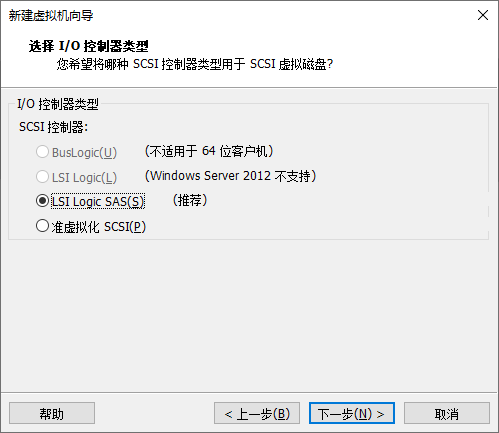 新建虚拟机向导
选择 I/O 控制器类型
您希望将哪种 SCSI 控制器类型用于 SCSI 虚拟磁盘?
I/O 控制器类型
SCSI 控制器:
BusLogic(U) （不适用于 64 位客户机）
LSI Logic(L) （Windows Server 2012 不支持）
LSI Logic SAS(S) （推荐）
准虚拟化 SCSI(P)
帮助 < 上一步(B) 下一步(N) > 取消